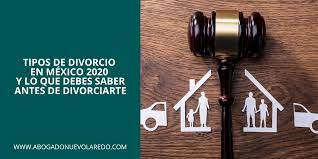 TIPOS DE DIVORCIO
EN MÉXICO 2020
Y LO QUE DEBES SABER
ANTES DE DIVORCIARTE
WWW.ABOGADONUEVOLAREDO.COM